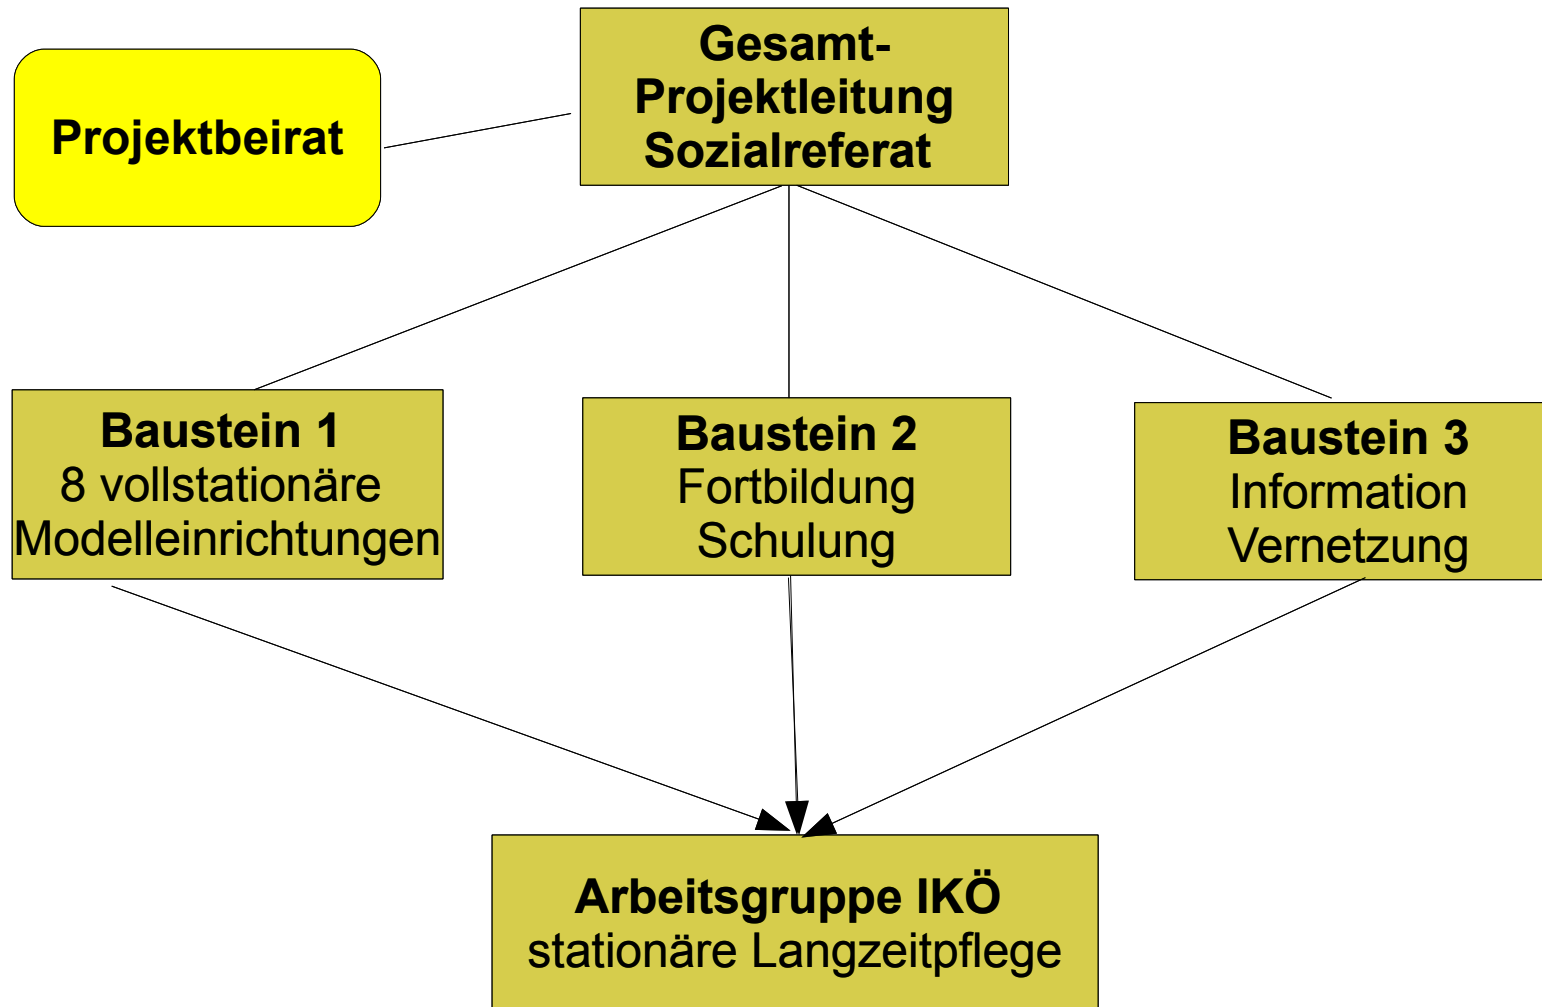 Projektbeirat
Gesamt-
Projektleitung
Sozialreferat
Baustein 1
8 vollstationäre
Modelleinrichtungen
Baustein 2
Fortbildung
Schulung
Baustein 3
Information
Vernetzung
Arbeitsgruppe IKÖ
stationäre Langzeitpflege